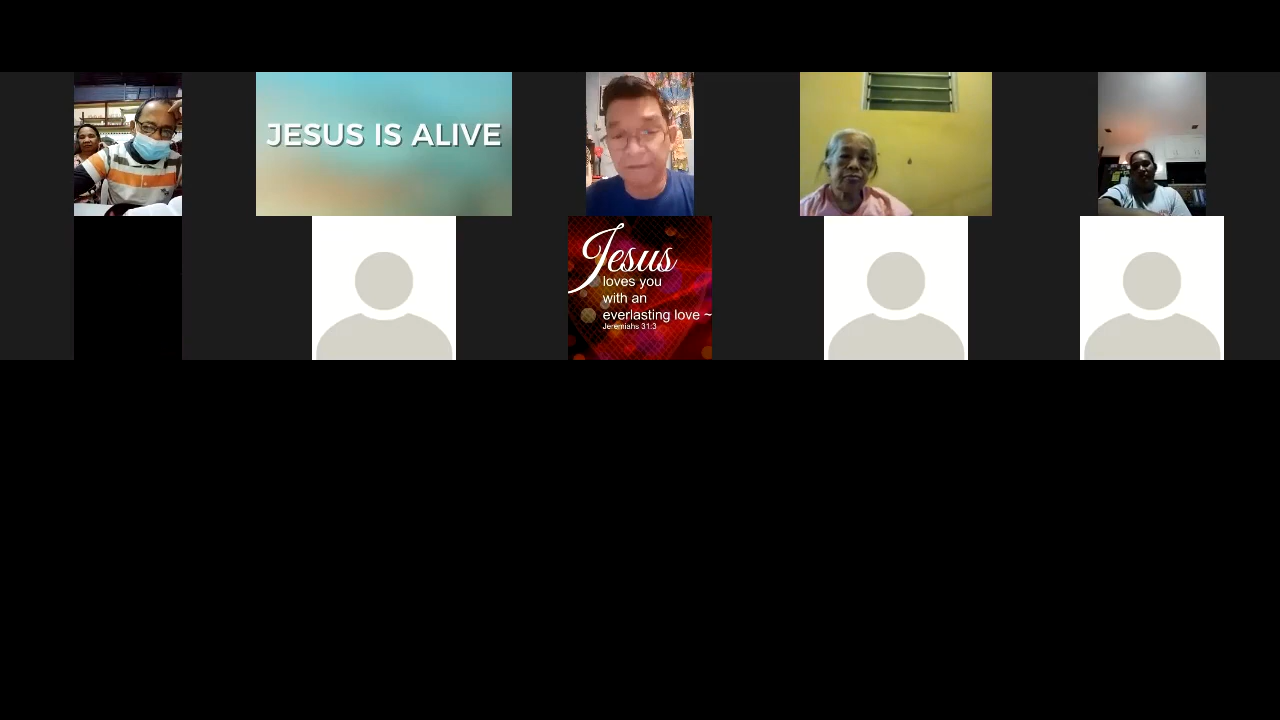 JESUS IS ALIVE
Jesus
loves you
with an
everlasting love ~
Jeremiahs 31:3